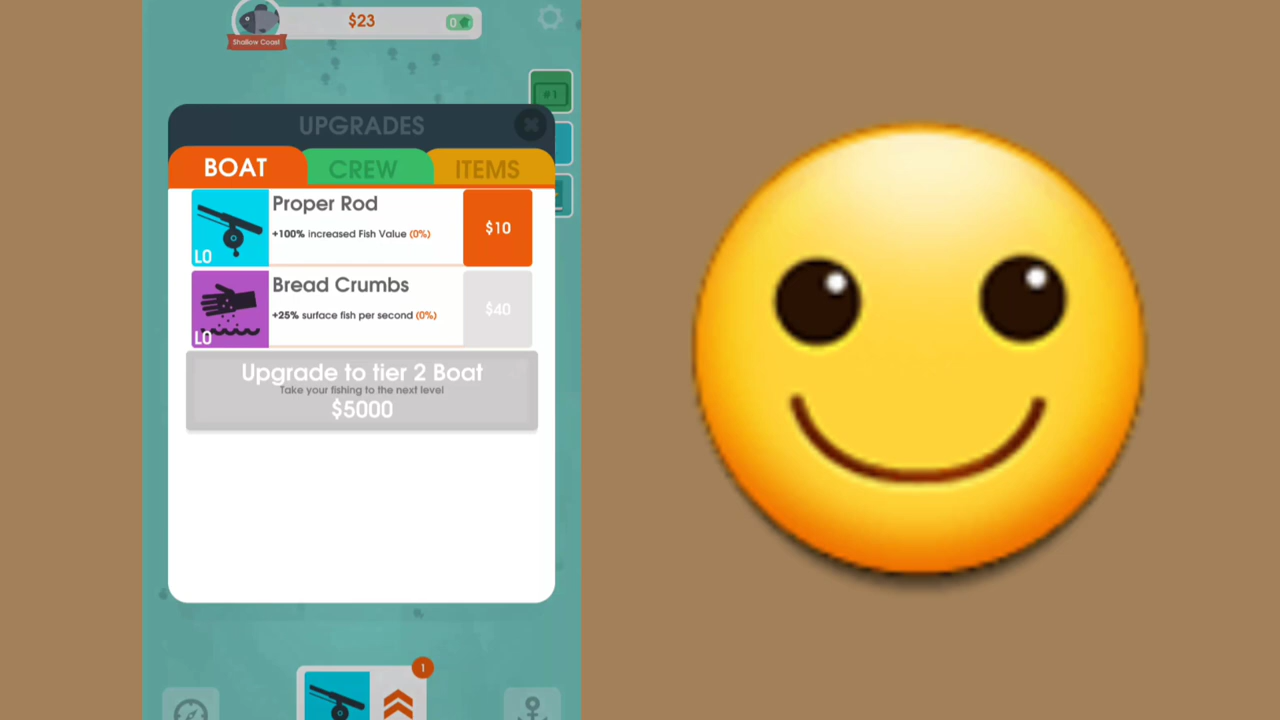 $23
0
Shallow Coast
#1
UPGRADES
BOAT
CREW
ITEMS
Proper Rod
+100% increased Fish Value (0%)
$10
L0
Bread Crumbs
+25% surface fish per second (0%)
$40
L0
Upgrade to tier 2 Boat
Take your fishing to the next level
$5000
1